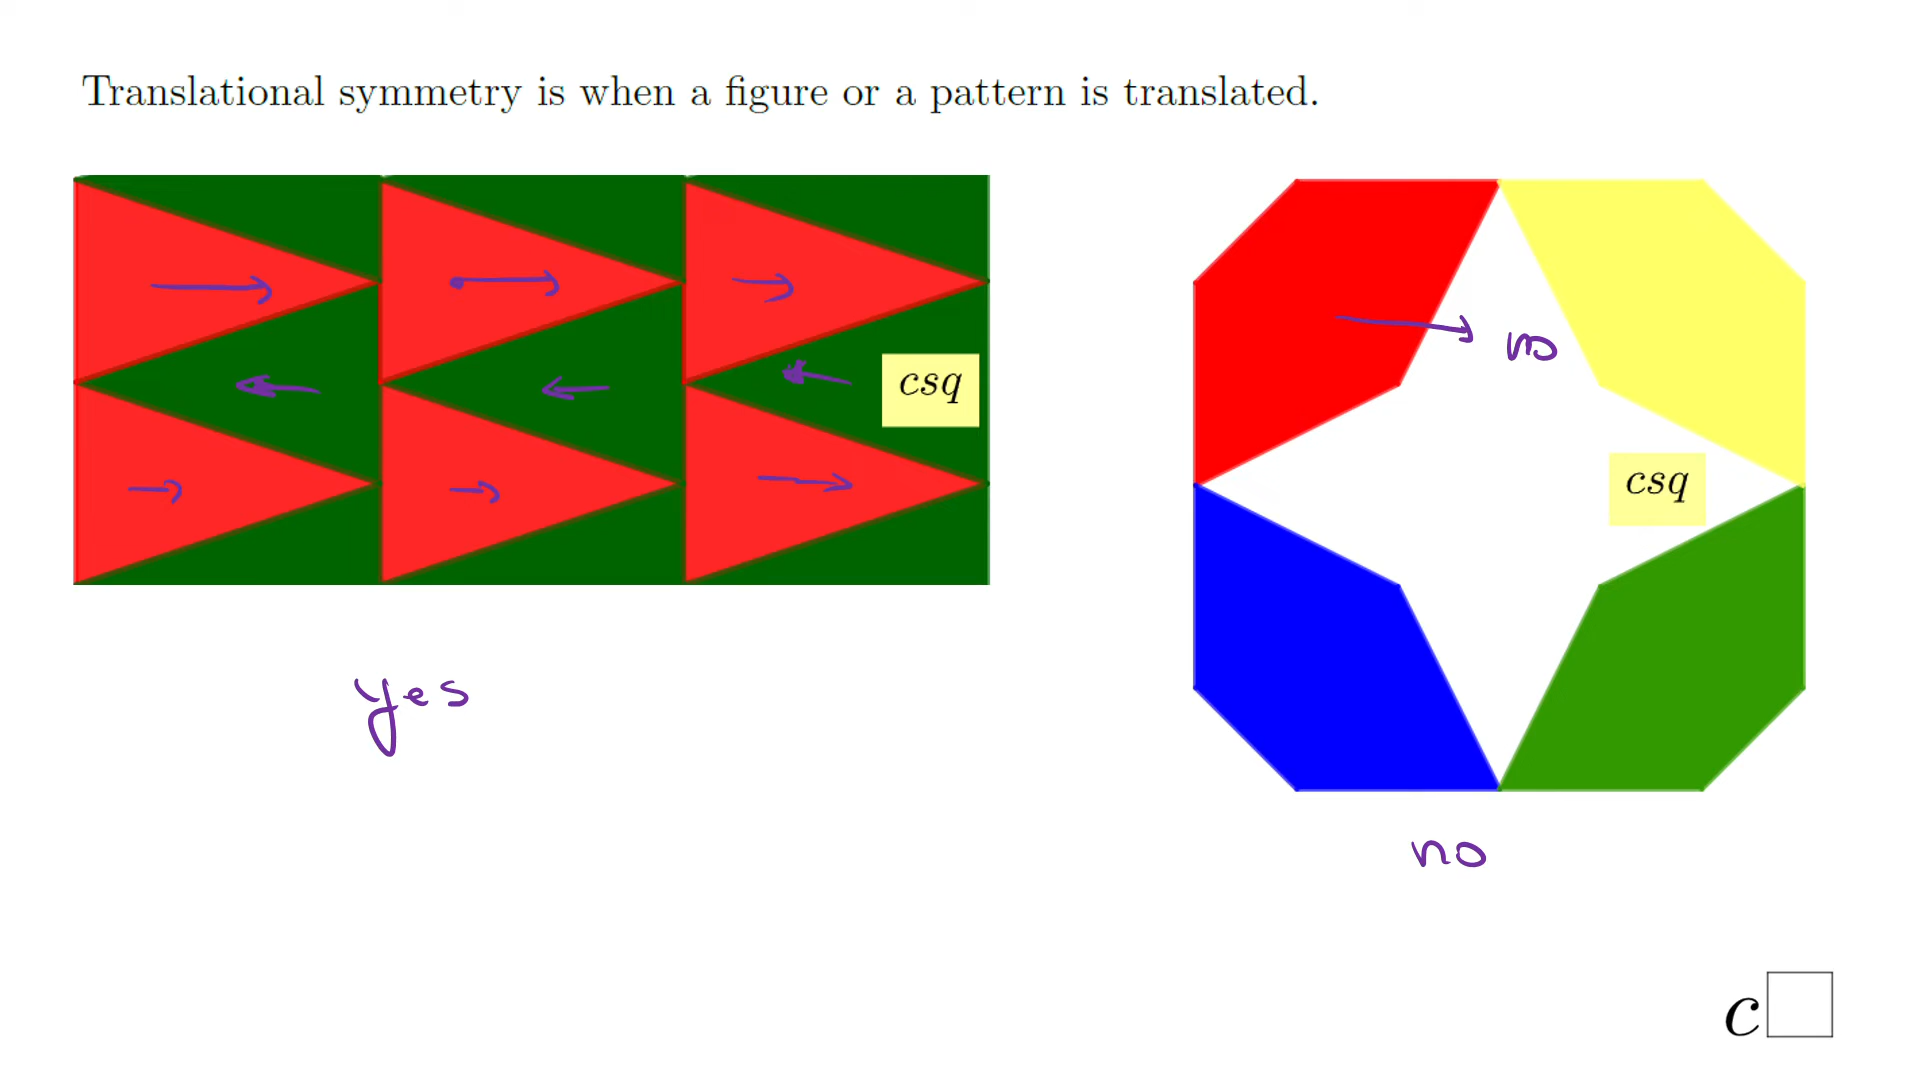 Translational symmetry is when a figure or a pattern is translated.
no
csq
csq
yes
no
c